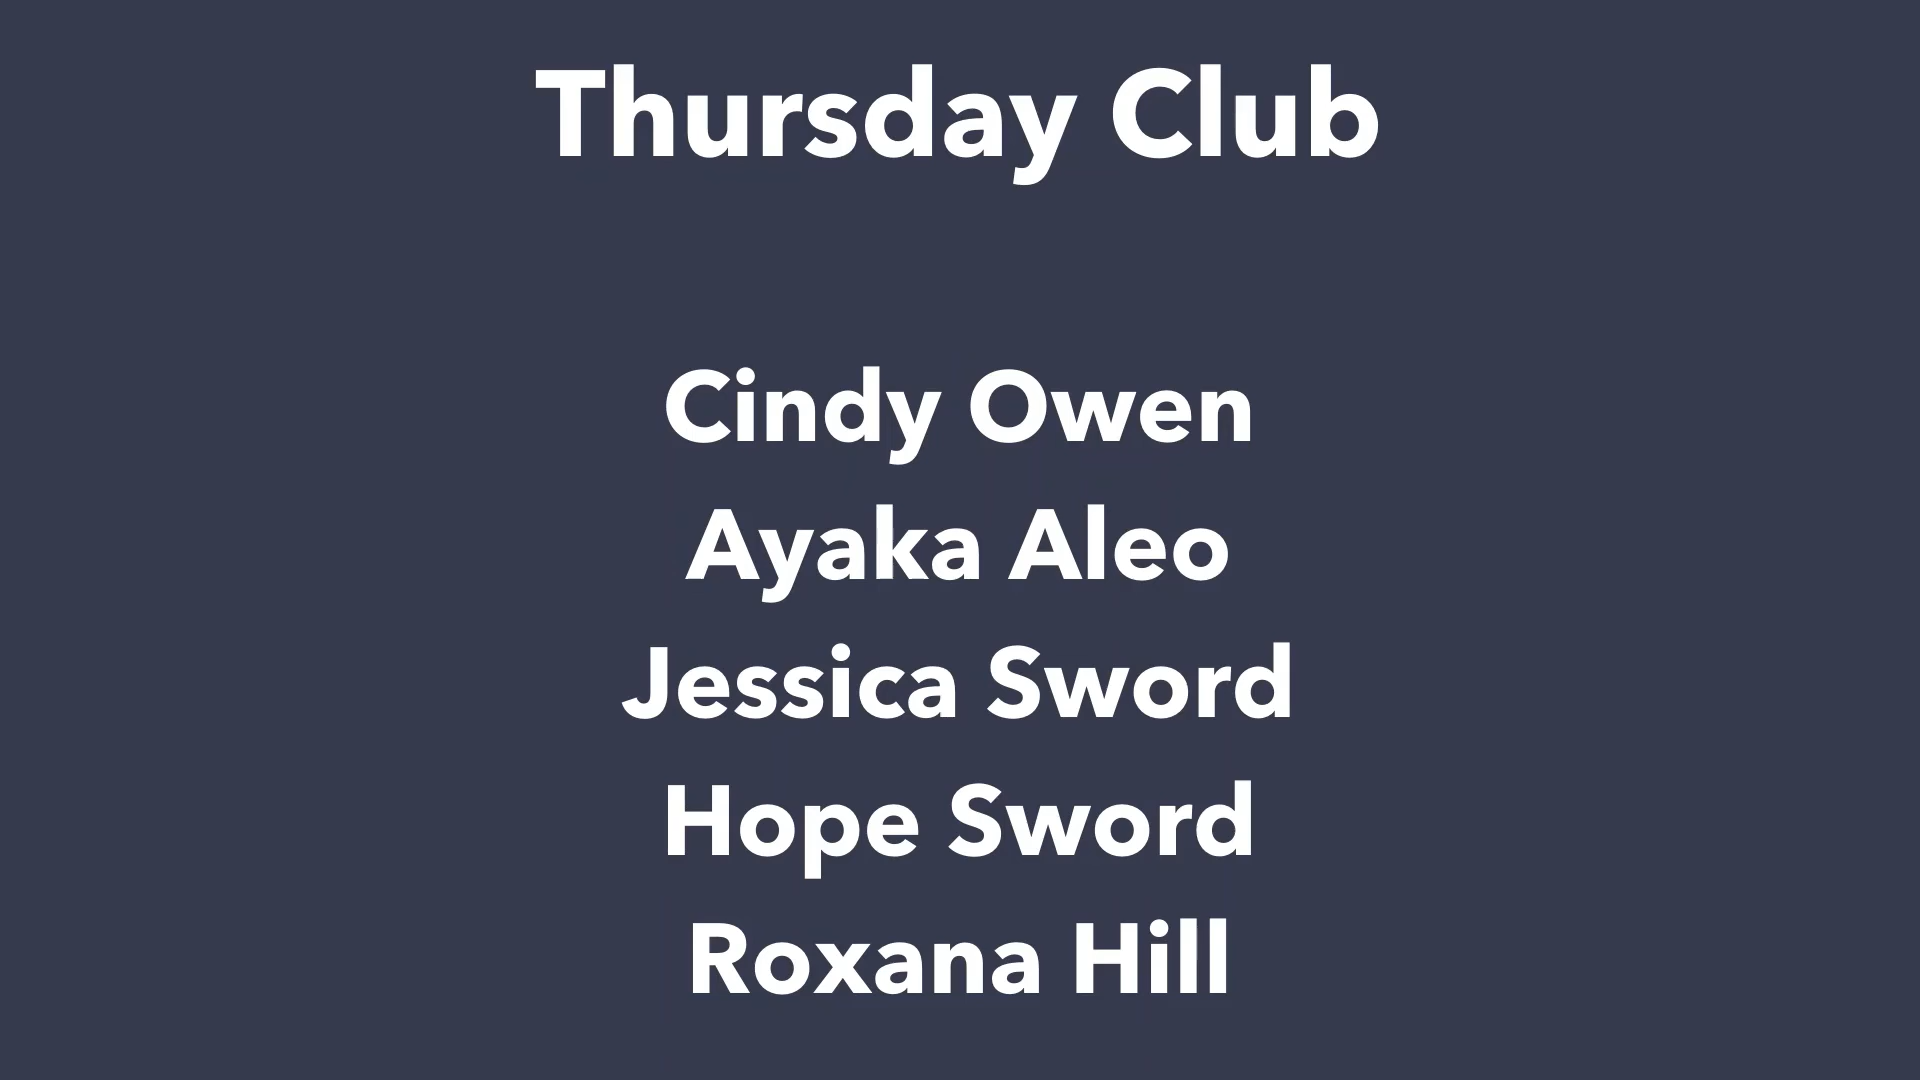 Thursday Club
Cindy Owen
Ayaka Aleo
Jessica Sword
Hope Sword
Roxana Hill